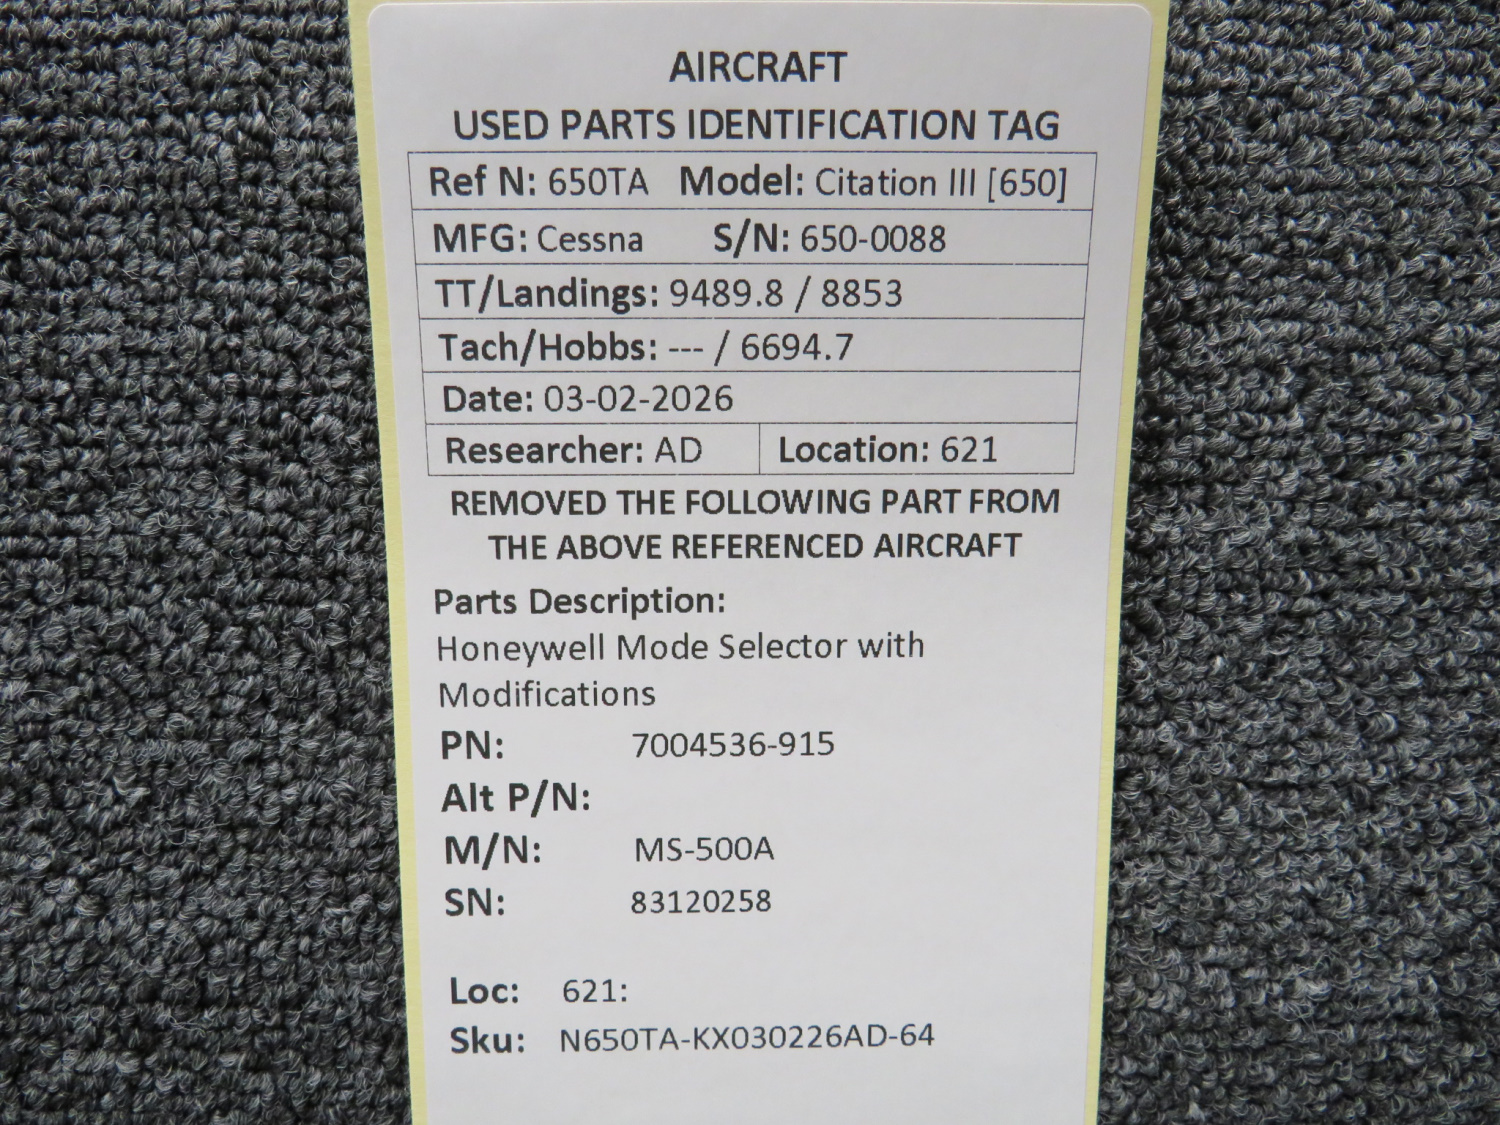 AIRCRAFT
USED PARTS IDENTIFICATION TAG
Ref N: 650TA Model: Citation III [650]
MFG: Cessna S/N: 650-0088
TT/Landings: 9489.8 / 8853
Tach/Hobbs: --- / 6694.7
Date: 03-02-2026
Researcher: AD Location: 621
REMOVED THE FOLLOWING PART FROM
THE ABOVE REFERENCED AIRCRAFT
Parts Description:
Honeywell Mode Selector with
Modifications
PN: 7004536-915
Alt P/N:
M/N: MS-500A
SN: 83120258
Loc: 621:
Sku: N650TA-KX030226AD-64